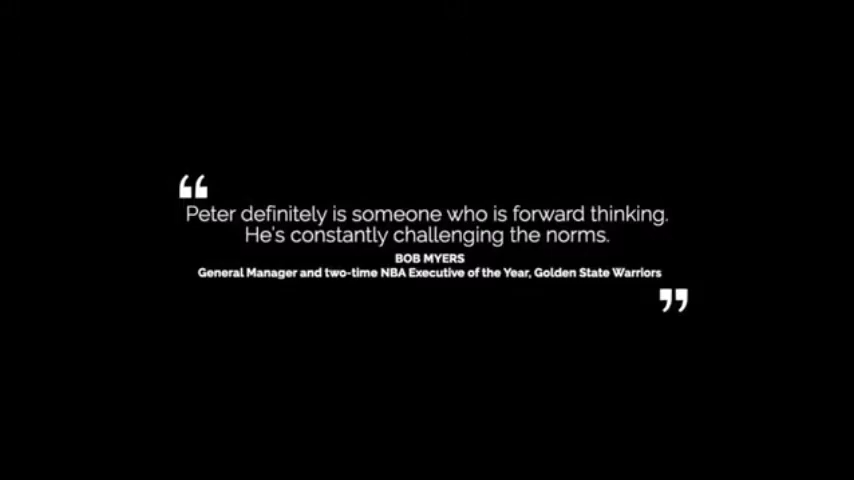 “
Peter definitely is someone who is forward thinking.
He's constantly challenging the norms.
BOB MYERS
General Manager and two-time NBA Executive of the Year, Golden State Warriors
”